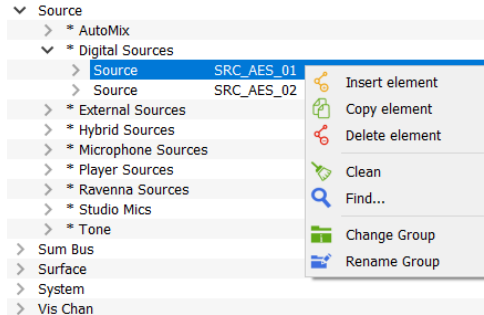 Source
* AutoMix
* Digital Sources
Source SRC_AES_01
Source SRC_AES_02
* External Sources
* Hybrid Sources
* Microphone Sources
* Player Sources
* Ravenna Sources
* Studio Mics
* Tone
Sum Bus
Surface
System
Vis Chan
Insert element
Copy element
Delete element
Clean
Find...
Change Group
Rename Group